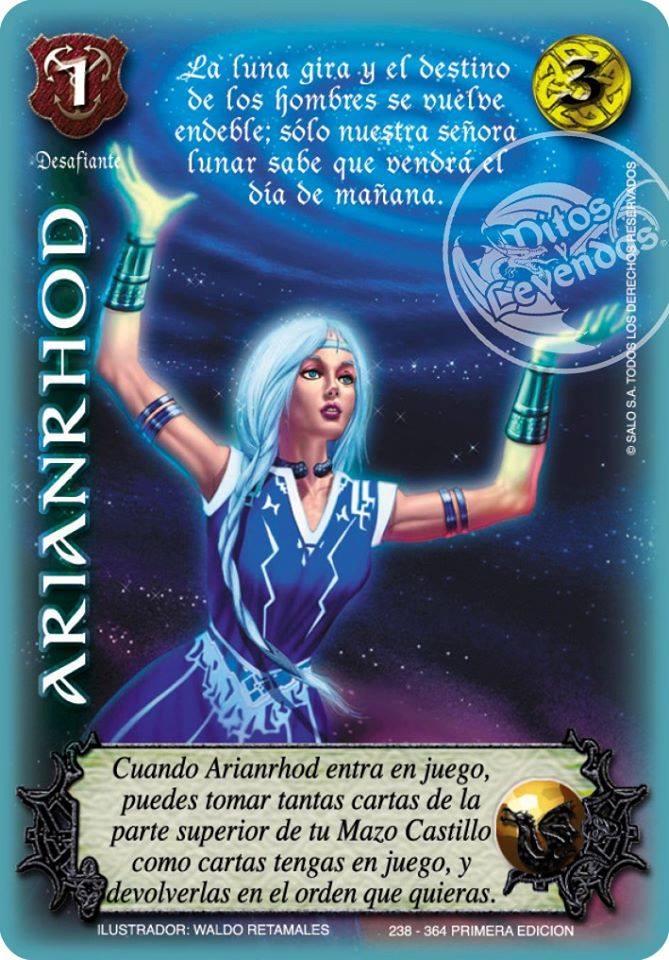 1
La luna gira y el destino
de los hombres se vuelve
endeble; sólo nuestra señora
lunar sabe que vendrá el
día de mañana.
3
Desafiante
Mitos
y
Leyendas
© SALO S.A. TODOS LOS DERECHOS RESERVADOS
ARIANRHOD
Cuando Arianrhod entra en juego,
puedes tomar tantas cartas de la
parte superior de tu Mazo Castillo
como cartas tengas en juego, y
devolverlas en el orden que quieras.
ILUSTRADOR: WALDO RETAMALES
238 - 364 PRIMERA EDICION